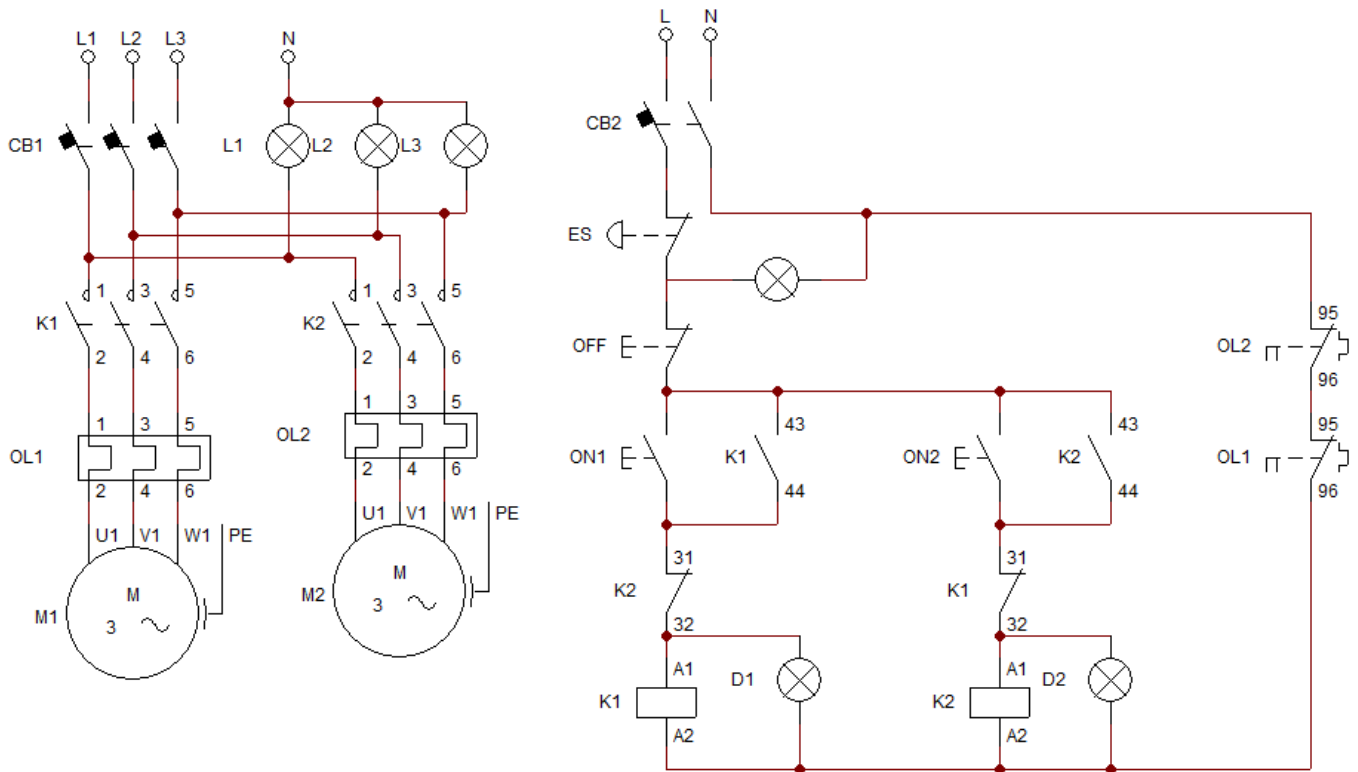 L1 L2 L3 N
CB1 L1 L2 L3
K1 1 3 5
2 4 6
K2 1 3 5
2 4 6
OL1 1 3 5
2 4 6
OL2 1 3 5
2 4 6
U1 V1 W1 PE
M1 M
3
U1 V1 W1 PE
M2 M
3
L N
CB2
ES
OFF
95
OL2
96
95
OL1
96
43 43
ON1 K1 ON2 K2
44 44
31 31
K2 K1
32 32
A1 D1 A1 D2
K1 K2
A2 A2